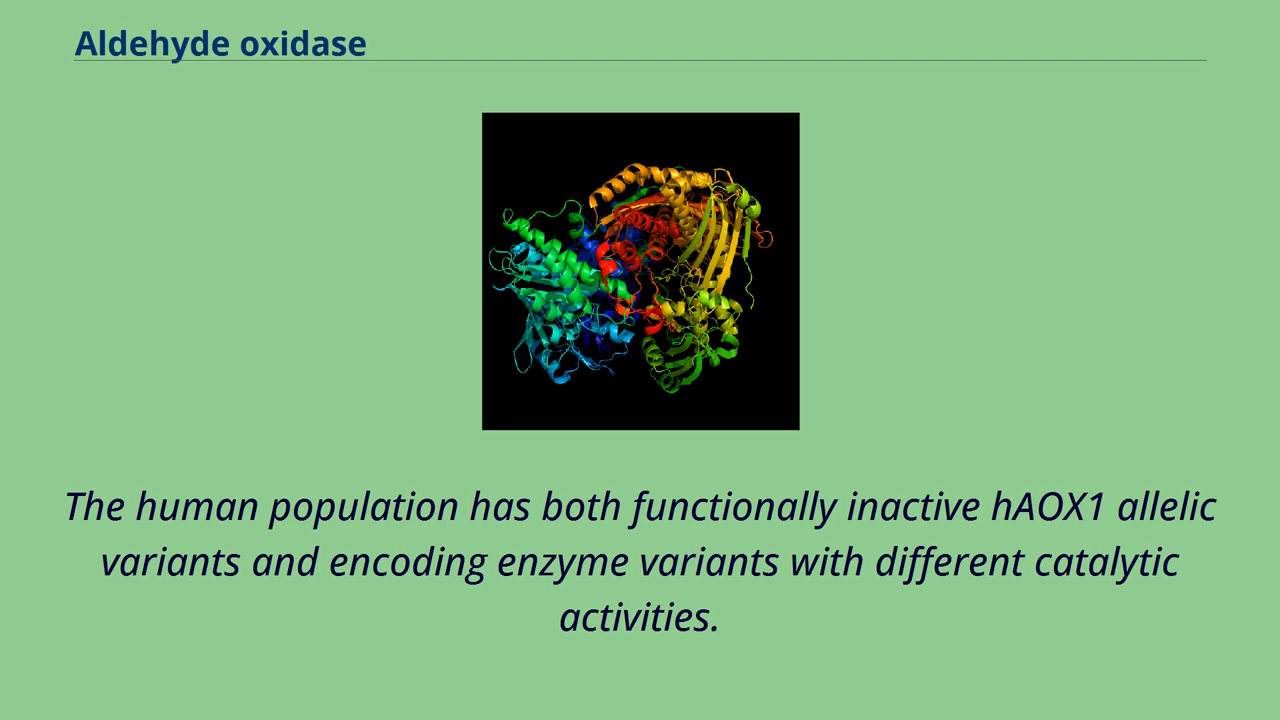 Aldehyde oxidase
The human population has both functionally inactive hAOX1 allelic
variants and encoding enzyme variants with different catalytic
activities.